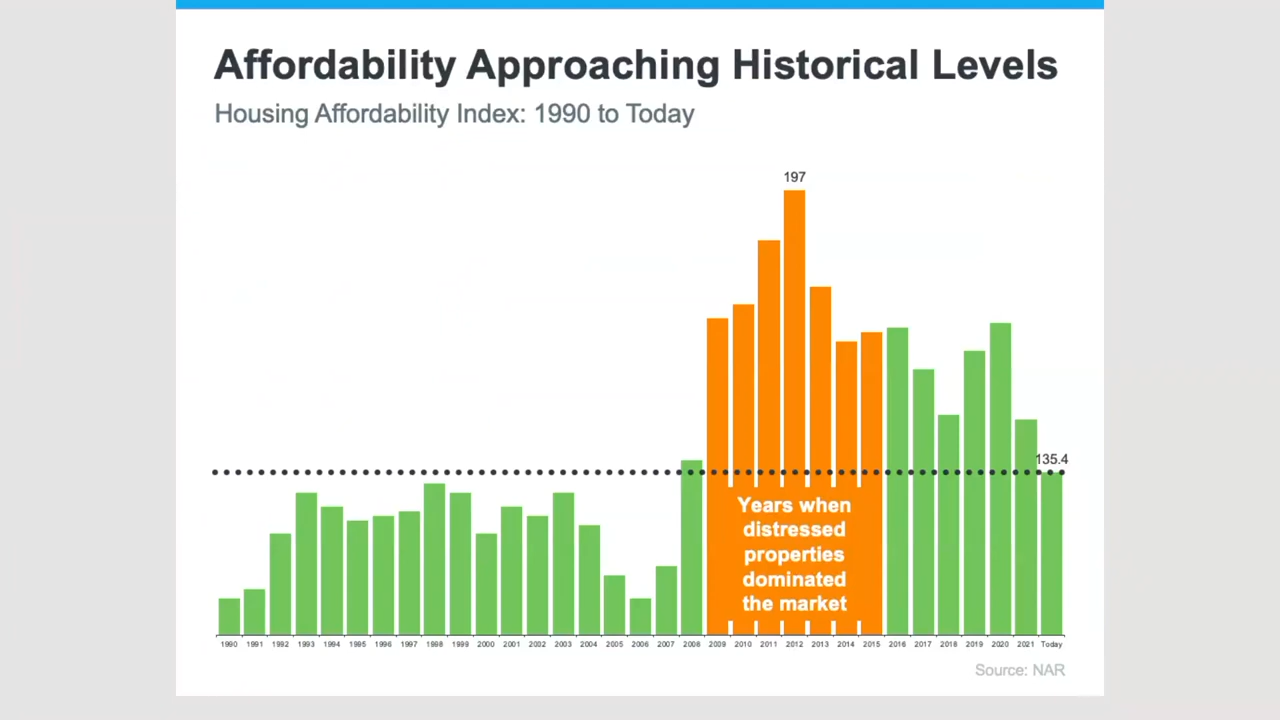 Affordability Approaching Historical Levels
Housing Affordability Index: 1990 to Today
197
135.4
Years when
distressed
properties
dominated
the market
1990 1991 1992 1993 1994 1995 1996 1997 1998 1999 2000 2001 2002 2003 2004 2005 2006 2007 2008 2009 2010 2011 2012 2013 2014 2015 2016 2017 2018 2019 2020 2021 Today
Source: NAR